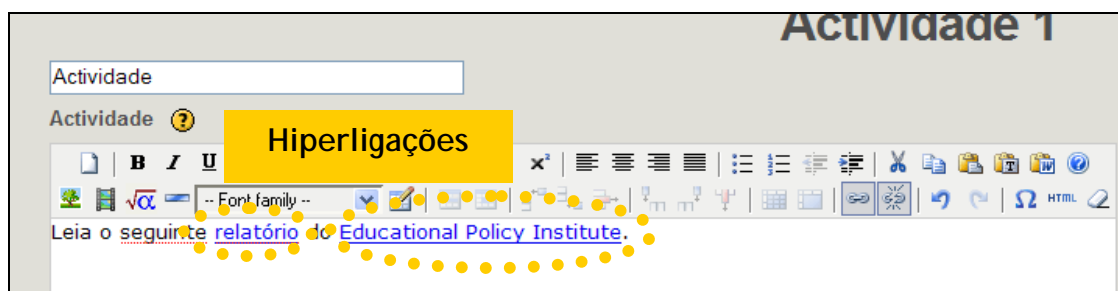 Actividade 1
Actividade
Actividade ?
Hiperligações
B I U x²
-- Font family -- HTML
Leia o seguinte relatório do Educational Policy Institute.